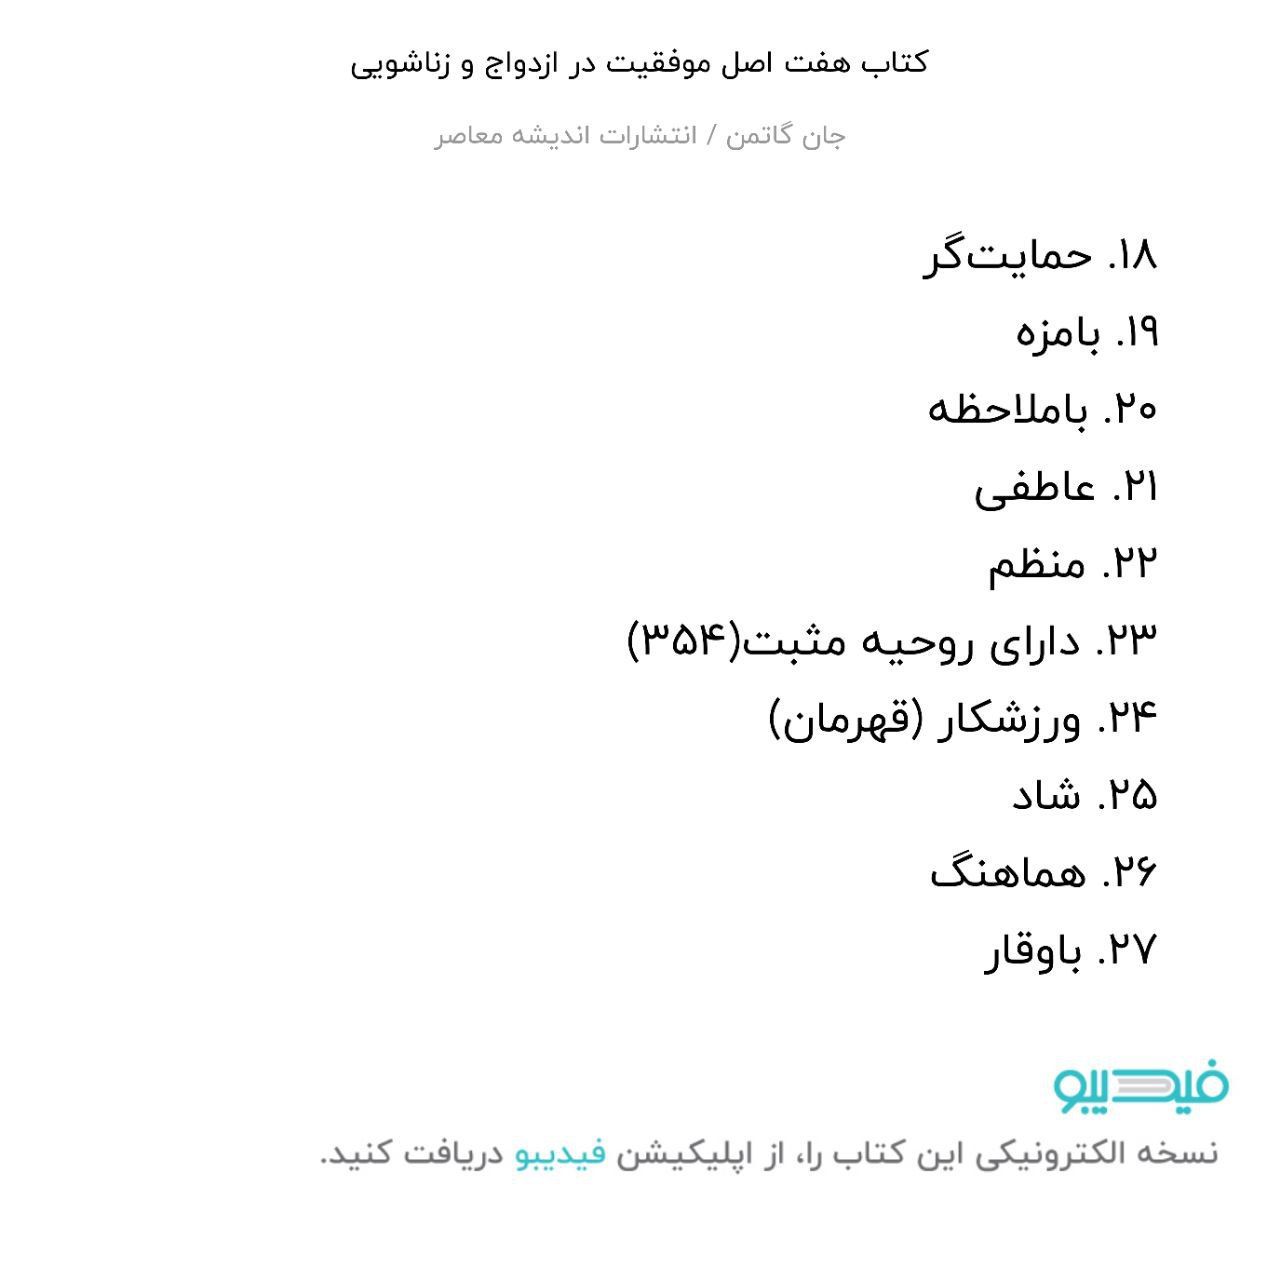 کتاب هفت اصل موفقیت در ازدواج و زناشویی
جان گاتمن / انتشارات اندیشه معاصر
۱۸. حمایت‌گر
۱۹. بامزه
۲۰. باملاحظه
۲۱. عاطفی
۲۲. منظم
۲۳. دارای روحیه مثبت(۳۵۴)
۲۴. ورزشکار (قهرمان)
۲۵. شاد
۲۶. هماهنگ
۲۷. باوقار
فیدیبو
نسخه الکترونیکی این کتاب را، از اپلیکیشن فیدیبو دریافت کنید.